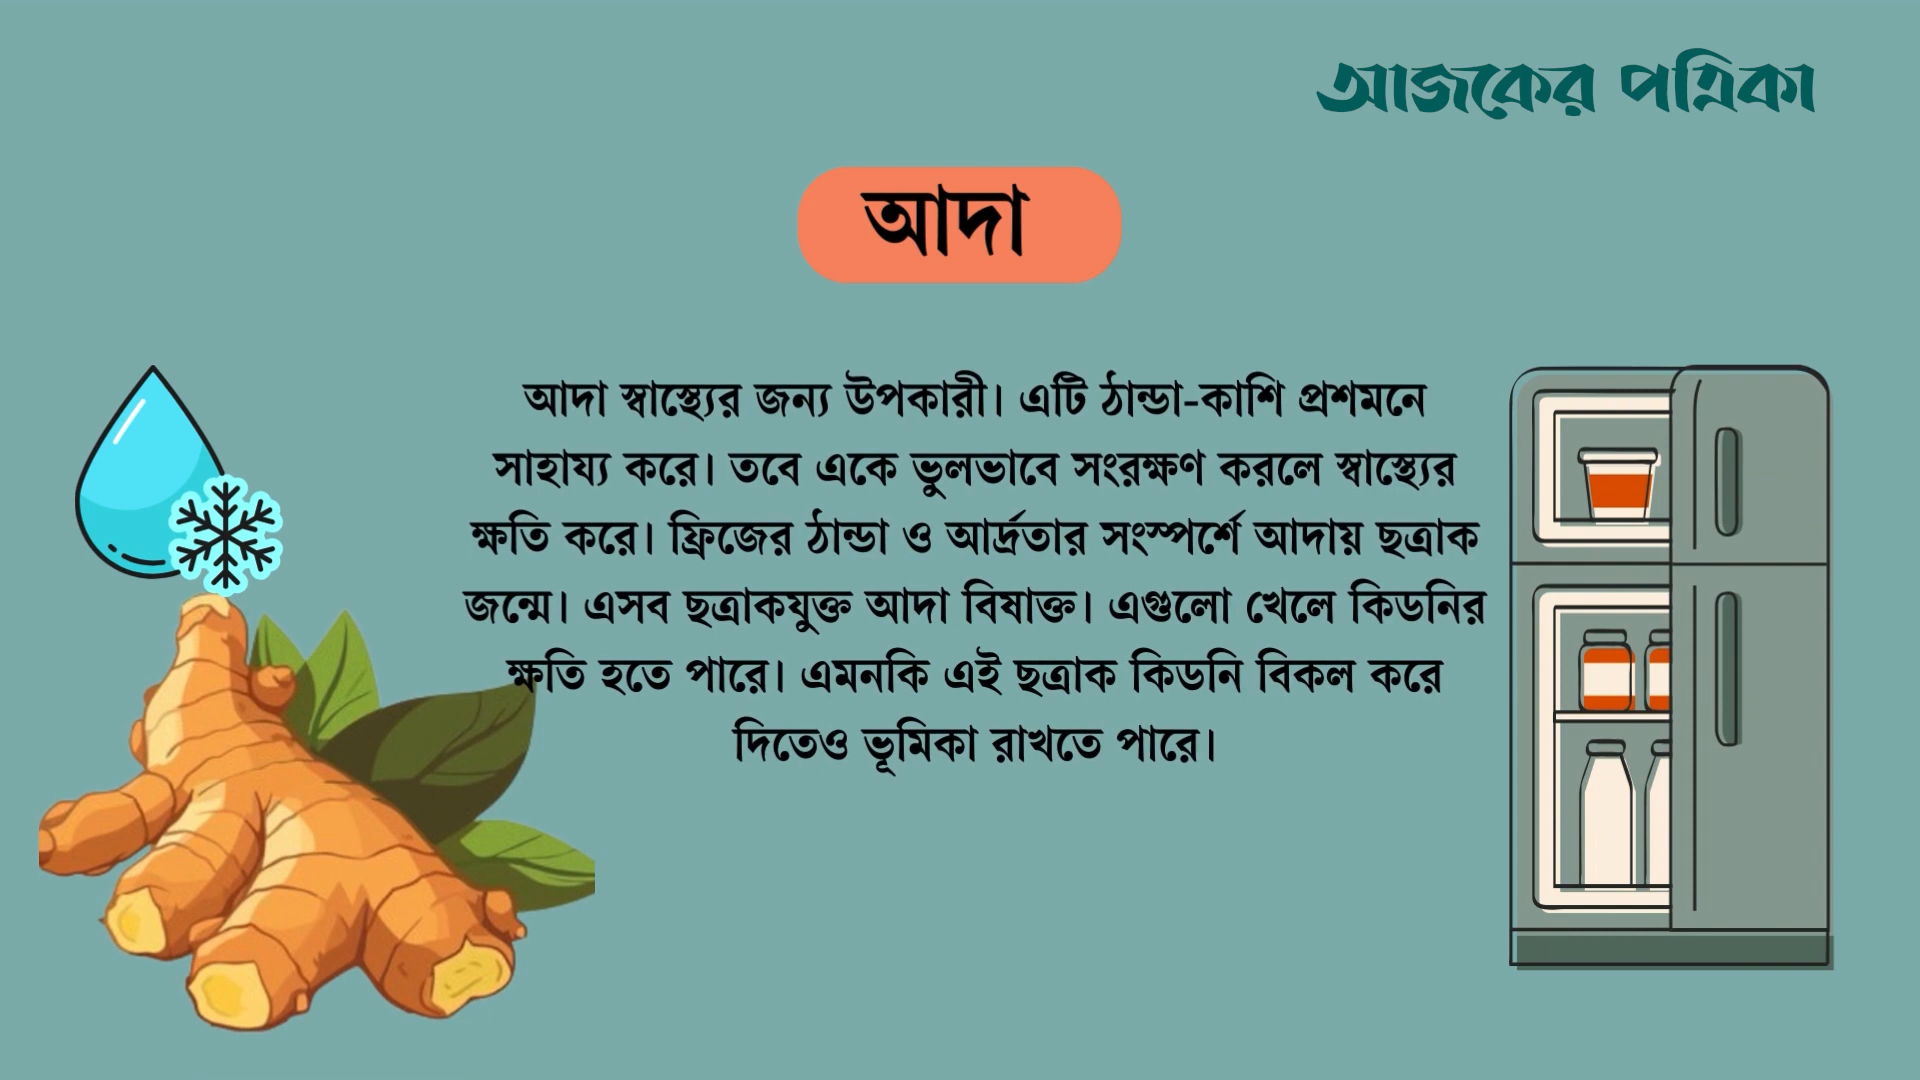 আজকের পত্রিকা
আদা
আদা স্বাস্থ্যের জন্য উপকারী। এটি ঠান্ডা-কাশি প্রশমনে
সাহায্য করে। তবে একে ভুলভাবে সংরক্ষণ করলে স্বাস্থ্যের
ক্ষতি করে। ফ্রিজের ঠান্ডা ও আর্দ্রতার সংস্পর্শে আদায় ছত্রাক
জন্মে। এসব ছত্রাকযুক্ত আদা বিষাক্ত। এগুলো খেলে কিডনির
ক্ষতি হতে পারে। এমনকি এই ছত্রাক কিডনি বিকল করে
দিতেও ভূমিকা রাখতে পারে।